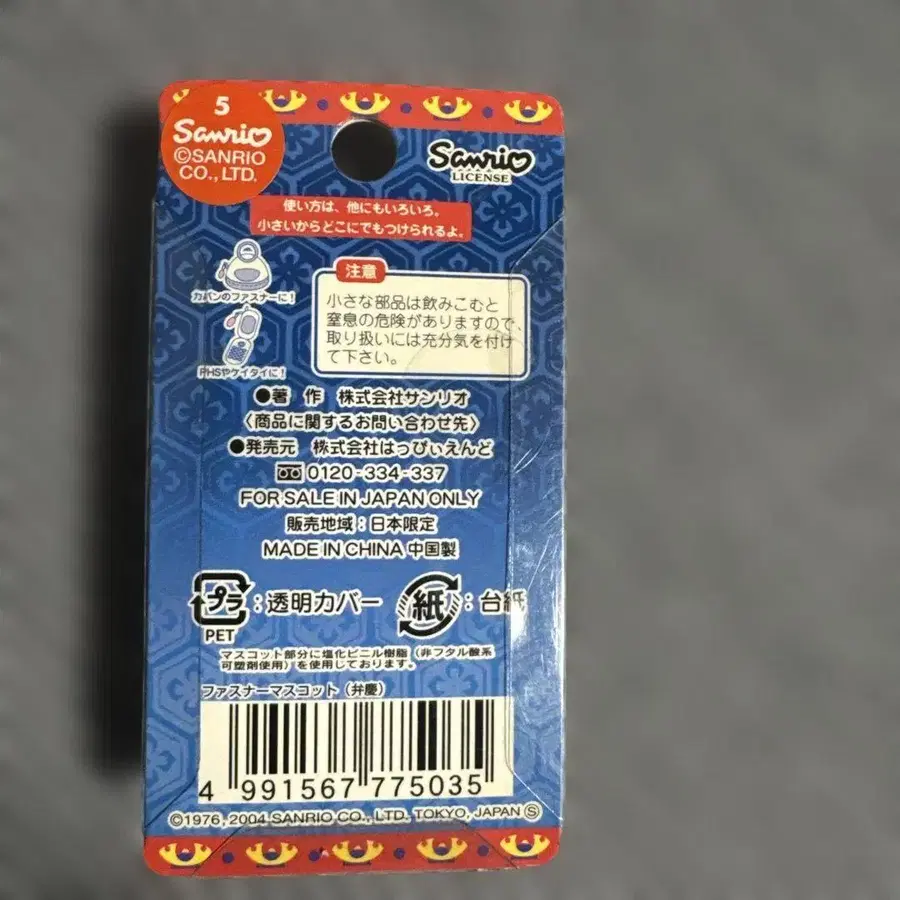 5
Sanrio
©SANRIO
CO., LTD.
Sanrio
LICENSE
使い方は、他にもいろいろ。
小さいからどこにでもつけられるよ。
カバンのファスナーに!
PHSやケイタイに!
注意
小さな部品は飲みこむと
窒息の危険がありますので、
取り扱いには充分気を付け
て下さい。
●著 作 株式会社サンリオ
〈商品に関するお問い合わせ先〉
●発売元 株式会社はっぴぃえんど
0120-334-337
FOR SALE IN JAPAN ONLY
販売地域:日本限定
MADE IN CHINA 中国製
プラ:透明カバー 紙:台紙
PET
マスコット部分に塩化ビニル樹脂(非フタル酸系
可塑剤使用)を使用しております。
ファスナーマスコット(弁慶)
4 991567 775035
©1976, 2004 SANRIO CO., LTD. TOKYO, JAPAN Ⓢ